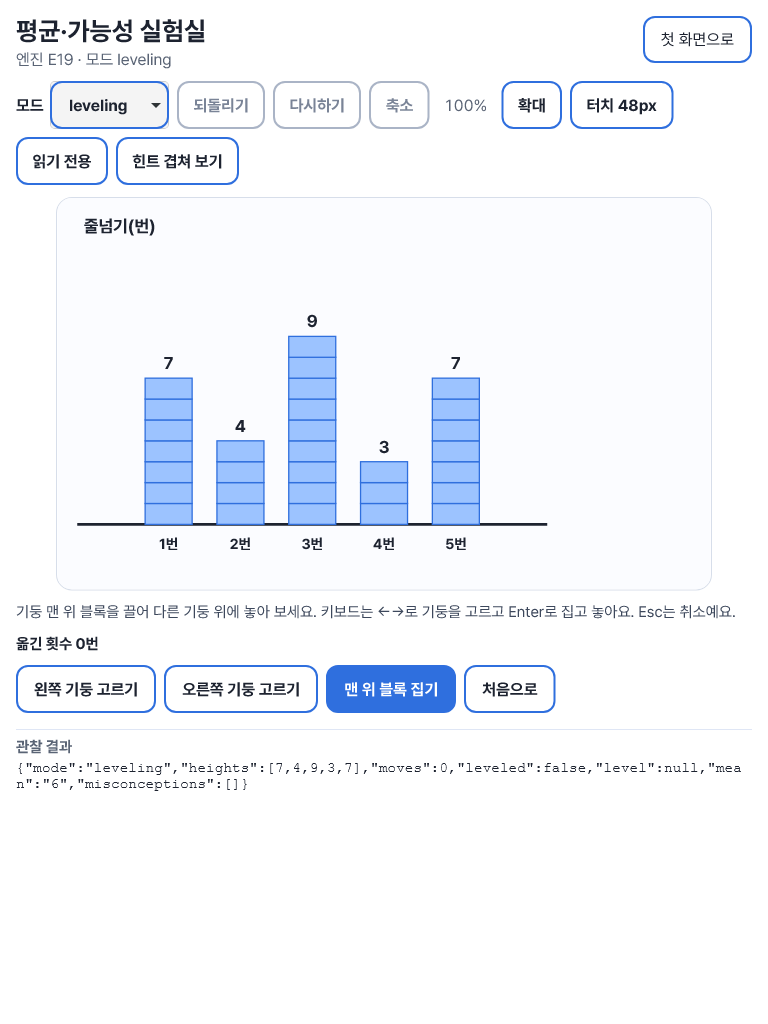 평균·가능성 실험실
첫 화면으로
엔진 E19 · 모드 leveling
모드 leveling 되돌리기 다시하기 축소 100% 확대 터치 48px
읽기 전용 힌트 겹쳐 보기
줄넘기(번)
9
7 7
4
3
1번 2번 3번 4번 5번
기둥 맨 위 블록을 끌어 다른 기둥 위에 놓아 보세요. 키보드는 ←→로 기둥을 고르고 Enter로 집고 놓아요. Esc는 취소예요.
옮긴 횟수 0번
왼쪽 기둥 고르기 오른쪽 기둥 고르기 맨 위 블록 집기 처음으로
관찰 결과
{"mode":"leveling","heights":[7,4,9,3,7],"moves":0,"leveled":false,"level":null,"mea
n":"6","misconceptions":[]}